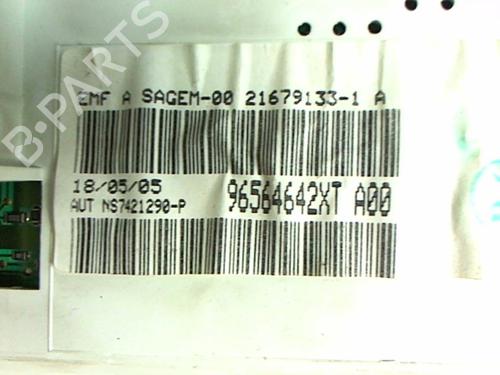 EMF A SAGEM-00 21679133-1 A
18/05/05
AUT NS7421290-P
96564642XT A00
B-PARTS